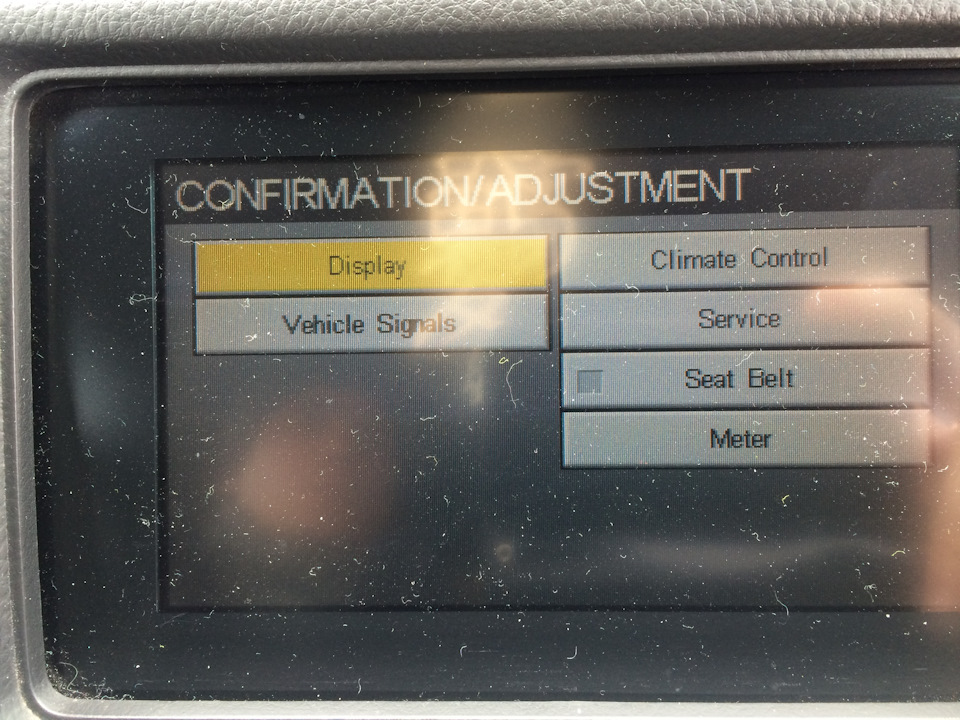 CONFIRMATION/ADJUSTMENT
Display
Vehicle Signals
Climate Control
Service
Seat Belt
Meter